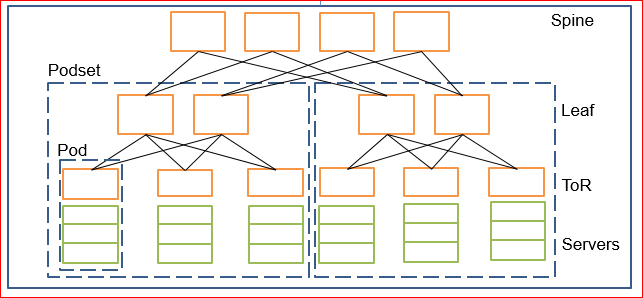 Spine
Podset
Leaf
Pod
ToR
Servers